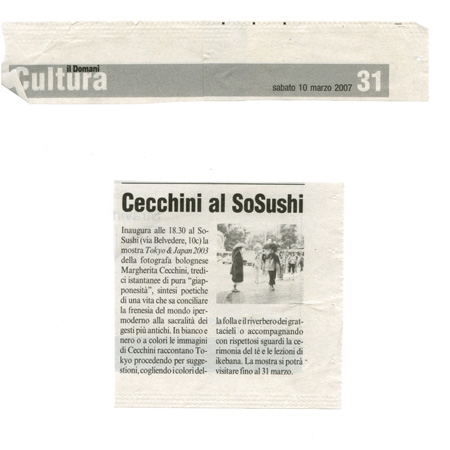 il Domani
Cultura
sabato 10 marzo 2007 31
Cecchini al SoSushi
Inaugura alle 18.30 al So-
Sushi (via Belvedere, 10c) la
mostra Tokyo & Japan 2003
della fotografa bolognese
Margherita Cecchini, tredi-
ci istantanee di pura "giap-
ponesità", sintesi poetiche
di una vita che sa conciliare
la frenesia del mondo iper-
moderno alla sacralità dei
gesti più antichi. In bianco e
nero o a colori le immagini
di Cecchini raccontano To-
kyo procedendo per sugge-
stioni, cogliendo i colori del-
la folla e il riverbero dei grat-
tacieli o accompagnando
con rispettosi sguardi la ce-
rimonia del té e le lezioni di
ikebana. La mostra si potrà
visitare fino al 31 marzo.